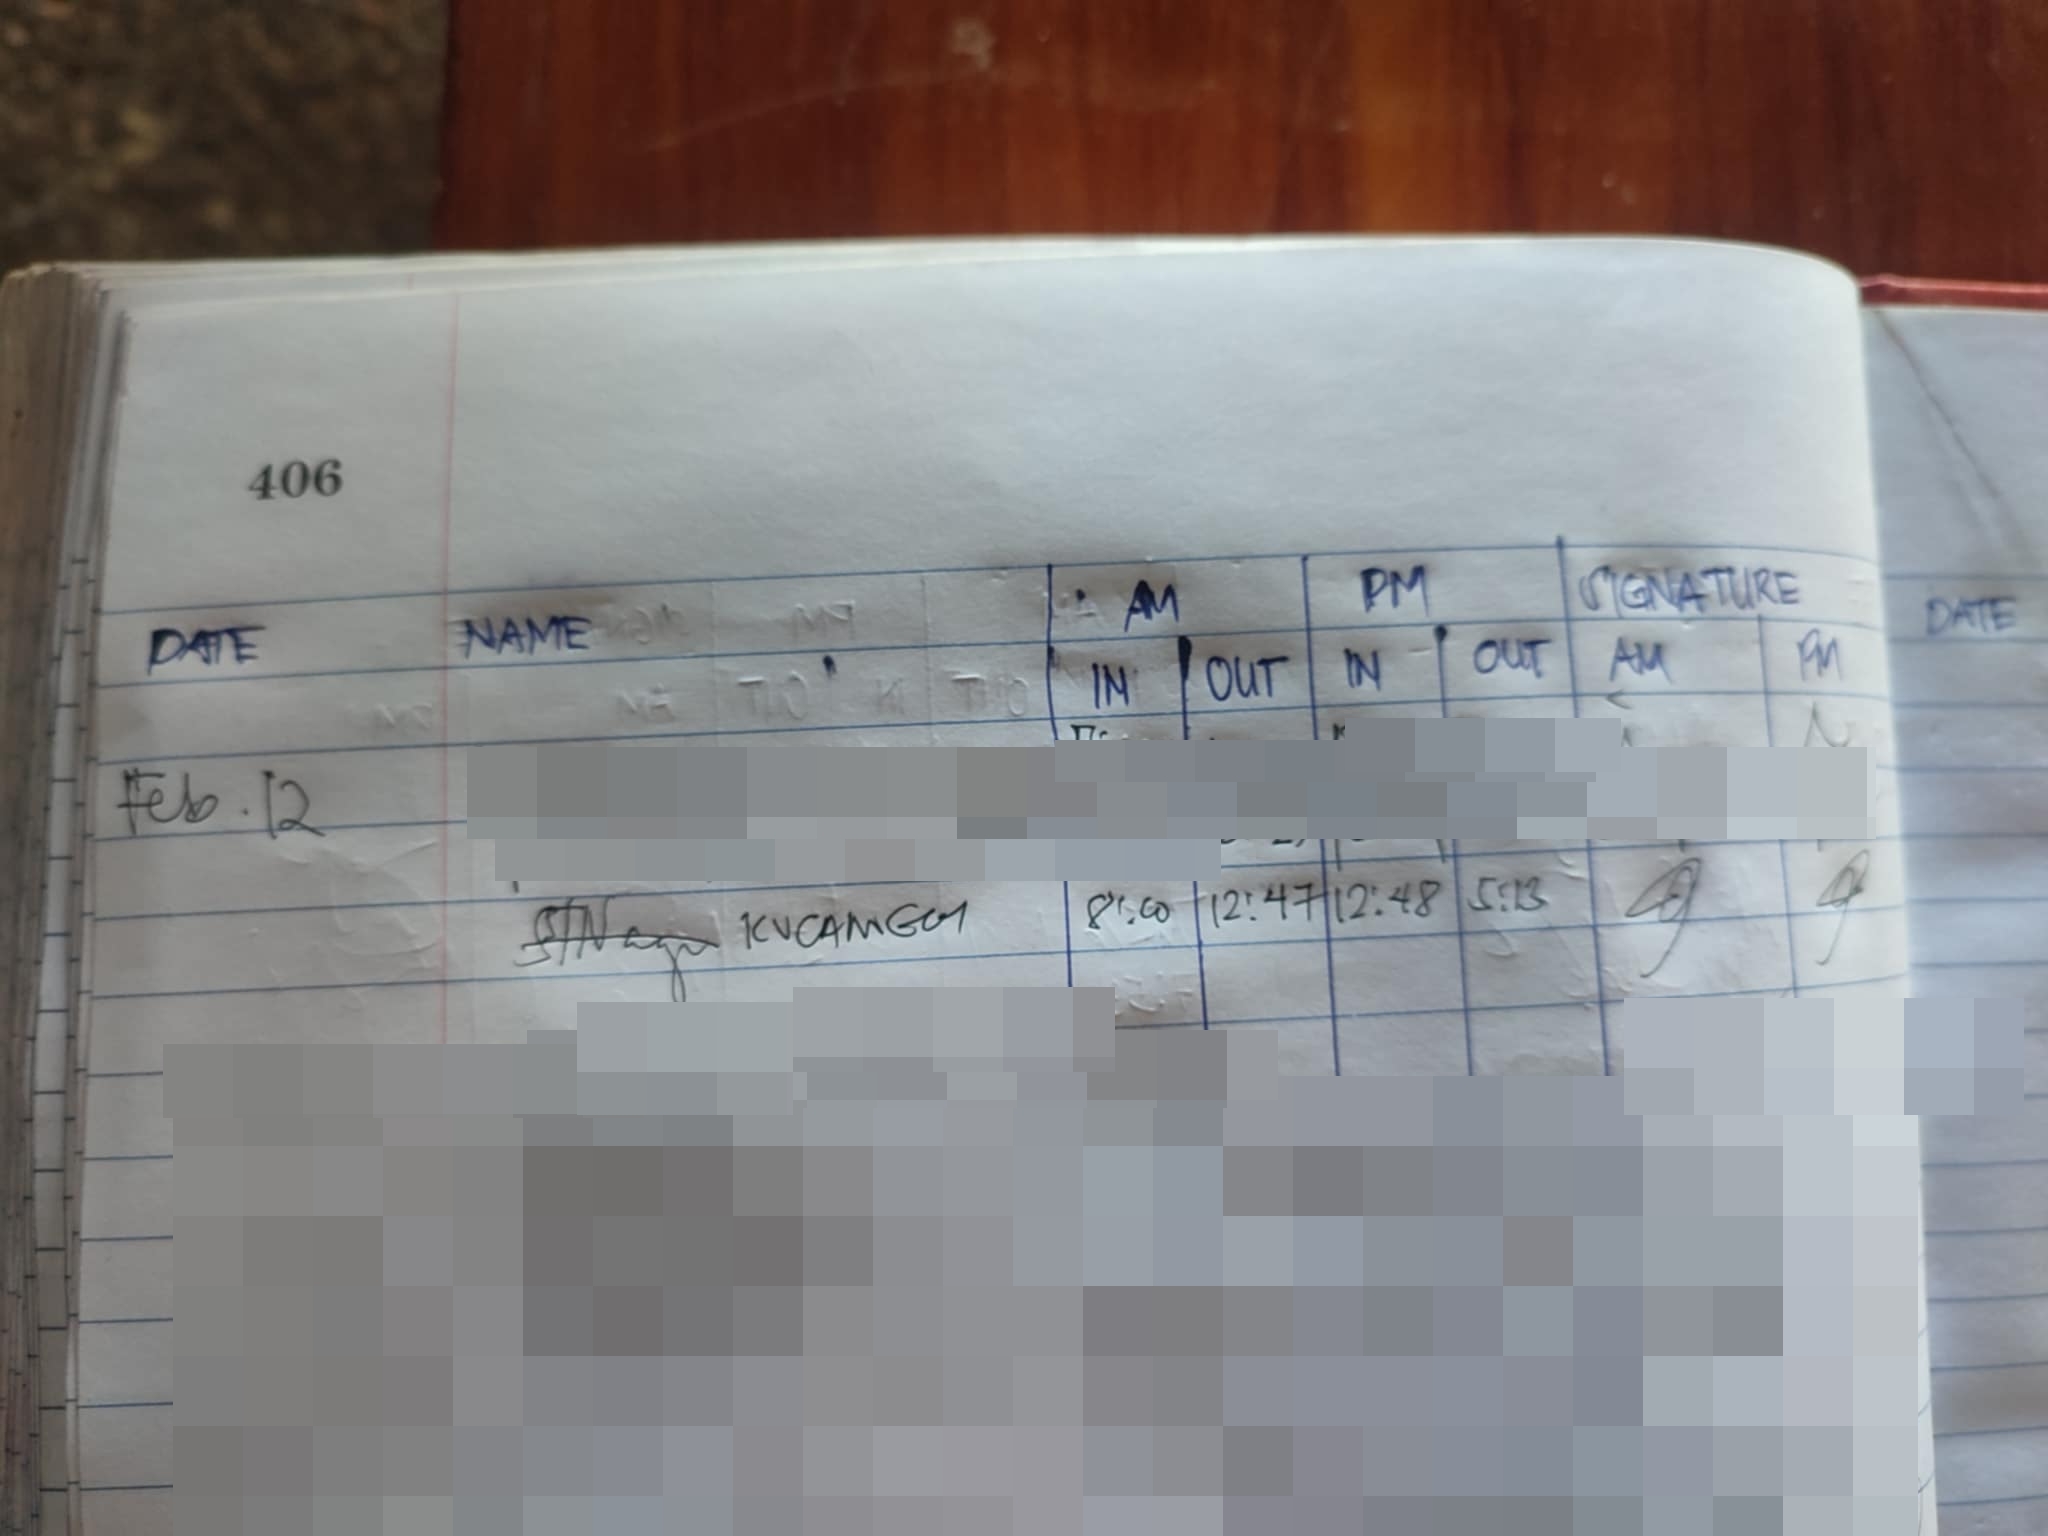 406
AM PM SIGNATURE
DATE NAME IN OUT IN OUT AM PM
DATE
Feb. 12
KVCAMGOY 8:00 12:47 12:48 5:13